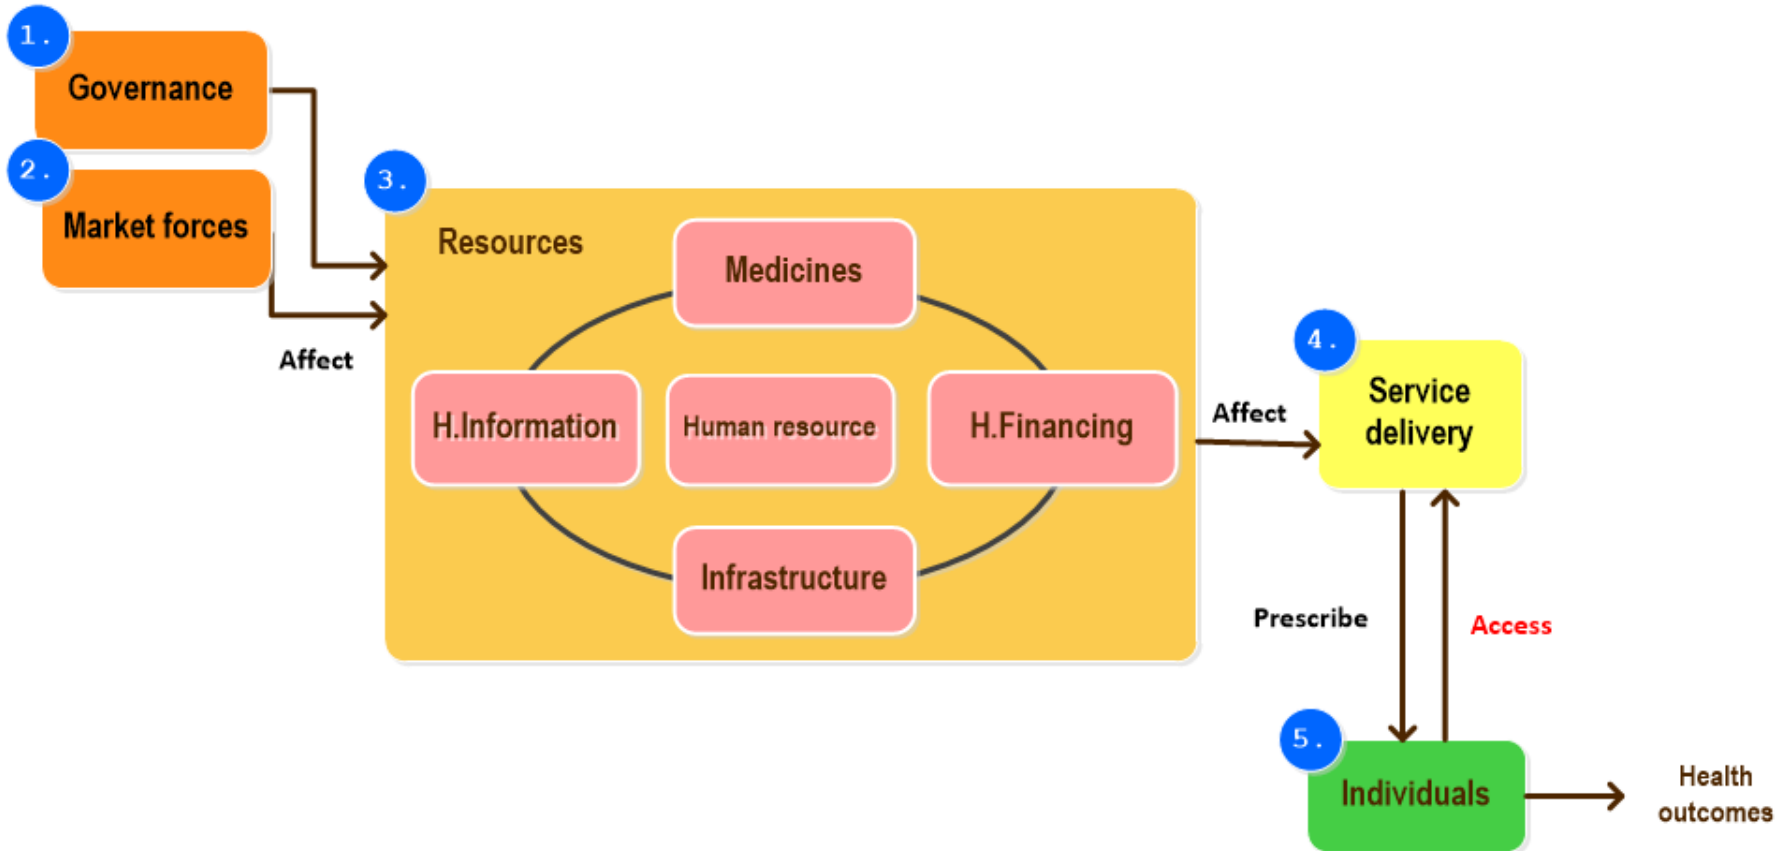 1.
Governance
2.
Market forces
Affect
3.
Resources
Medicines
H.Information
Human resource
H.Financing
Infrastructure
Affect
4.
Service
delivery
Prescribe
Access
5.
Individuals
Health
outcomes